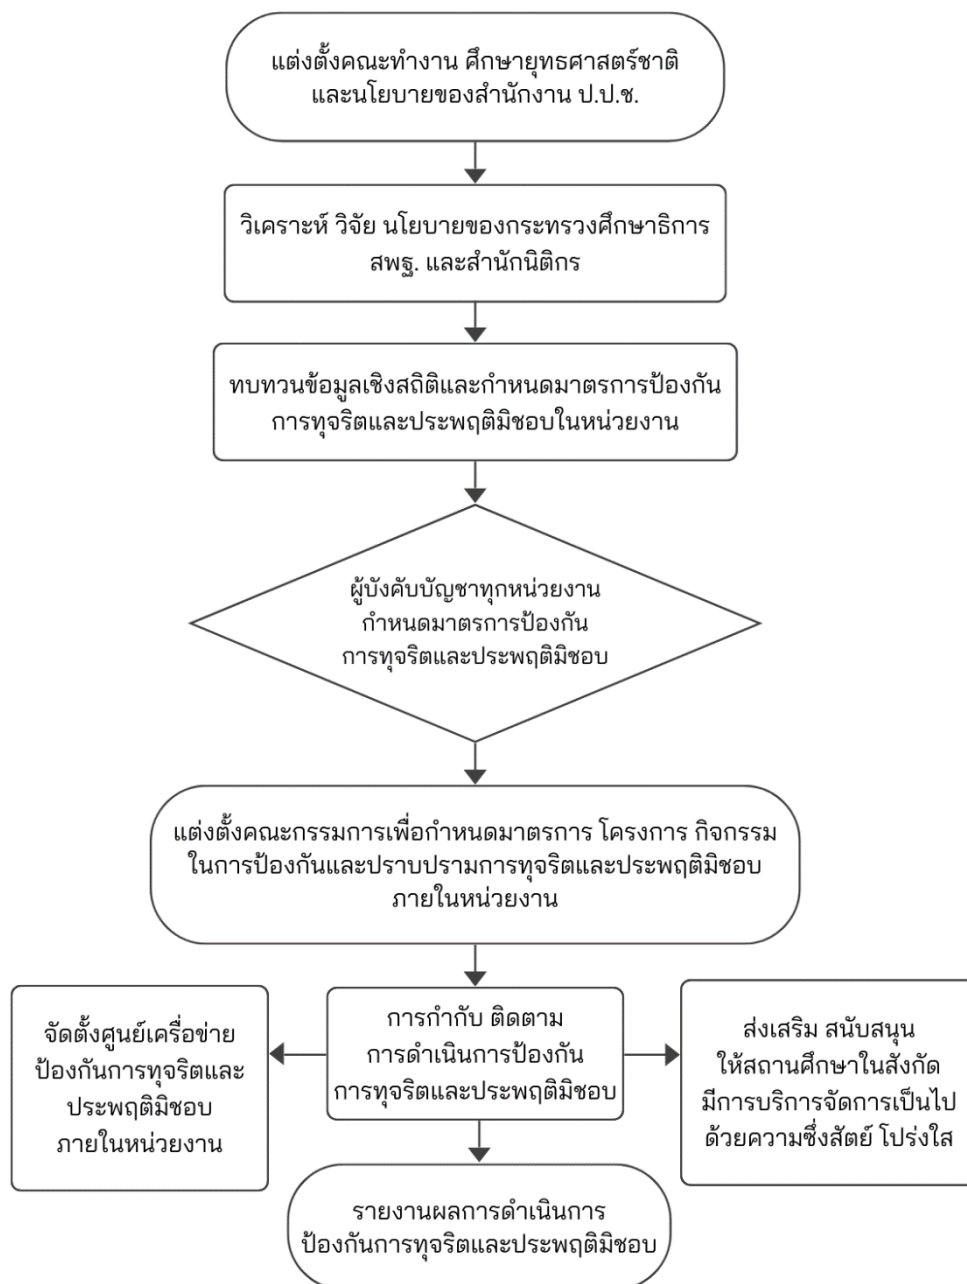 แต่งตั้งคณะทำงาน ศึกษายุทธศาสตร์ชาติ
และนโยบายของสำนักงาน ป.ป.ช.
วิเคราะห์ วิจัย นโยบายของกระทรวงศึกษาธิการ
สพฐ. และสำนักนิติกร
ทบทวนข้อมูลเชิงสถิติและกำหนดมาตรการป้องกัน
การทุจริตและประพฤติมิชอบในหน่วยงาน
ผู้บังคับบัญชาทุกหน่วยงาน
กำหนดมาตรการป้องกัน
การทุจริตและประพฤติมิชอบ
แต่งตั้งคณะกรรมการเพื่อกำหนดมาตรการ โครงการ กิจกรรม
ในการป้องกันและปราบปรามการทุจริตและประพฤติมิชอบ
ภายในหน่วยงาน
จัดตั้งศูนย์เครื่อข่าย
ป้องกันการทุจริตและ
ประพฤติมิชอบ
ภายในหน่วยงาน
การกำกับ ติดตาม
การดำเนินการป้องกัน
การทุจริตและประพฤติมิชอบ
ส่งเสริม สนับสนุน
ให้สถานศึกษาในสังกัด
มีการบริการจัดการเป็นไป
ด้วยความซึ่งสัตย์ โปร่งใส
รายงานผลการดำเนินการ
ป้องกันการทุจริตและประพฤติมิชอบ